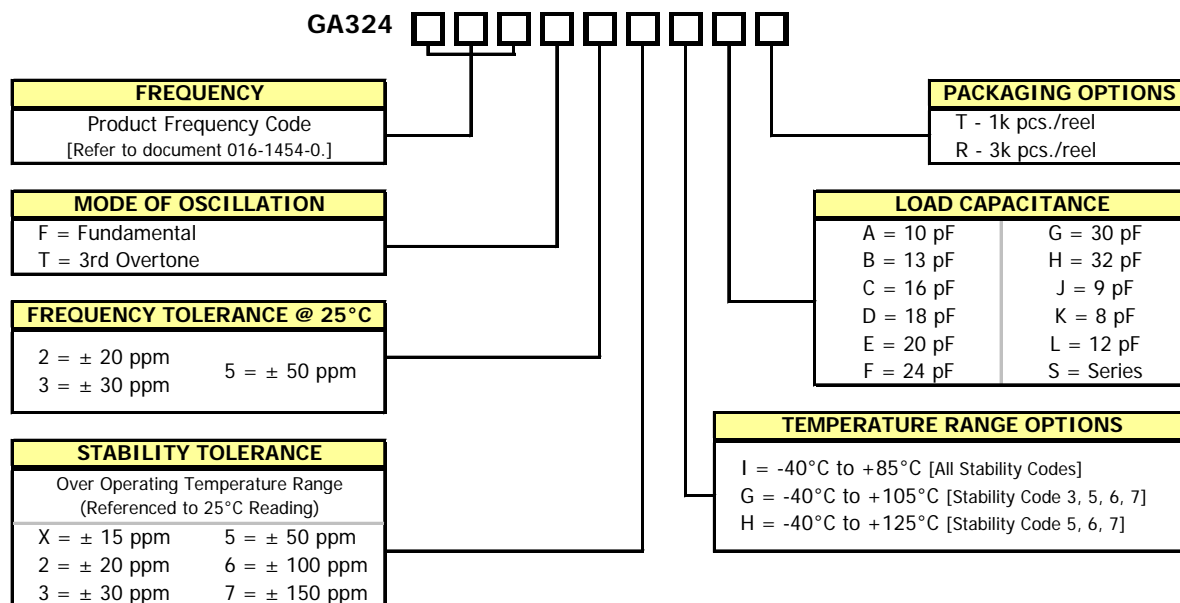 GA324
FREQUENCY
Product Frequency Code
[Refer to document 016-1454-0.]
MODE OF OSCILLATION
F = Fundamental
T = 3rd Overtone
FREQUENCY TOLERANCE @ 25°C
2 = ± 20 ppm
3 = ± 30 ppm
5 = ± 50 ppm
STABILITY TOLERANCE
Over Operating Temperature Range
(Referenced to 25°C Reading)
X = ± 15 ppm
2 = ± 20 ppm
3 = ± 30 ppm
5 = ± 50 ppm
6 = ± 100 ppm
7 = ± 150 ppm
PACKAGING OPTIONS
T - 1k pcs./reel
R - 3k pcs./reel
LOAD CAPACITANCE
A = 10 pF
B = 13 pF
C = 16 pF
D = 18 pF
E = 20 pF
F = 24 pF
G = 30 pF
H = 32 pF
J = 9 pF
K = 8 pF
L = 12 pF
S = Series
TEMPERATURE RANGE OPTIONS
I = -40°C to +85°C [All Stability Codes]
G = -40°C to +105°C [Stability Code 3, 5, 6, 7]
H = -40°C to +125°C [Stability Code 5, 6, 7]